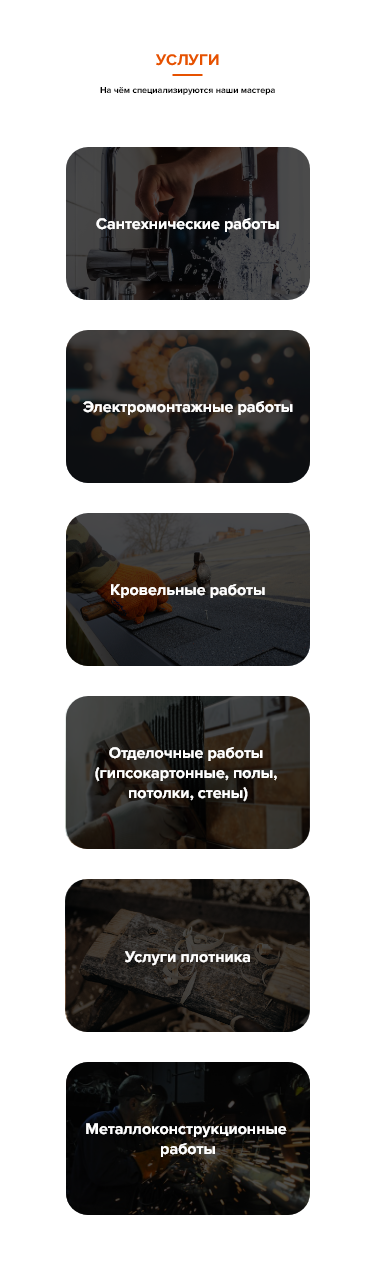 УСЛУГИ
На чём специализируются наши мастера
Сантехнические работы
Электромонтажные работы
Кровельные работы
Отделочные работы
(гипсокартонные, полы,
потолки, стены)
Услуги плотника
Металлоконструкционные
работы